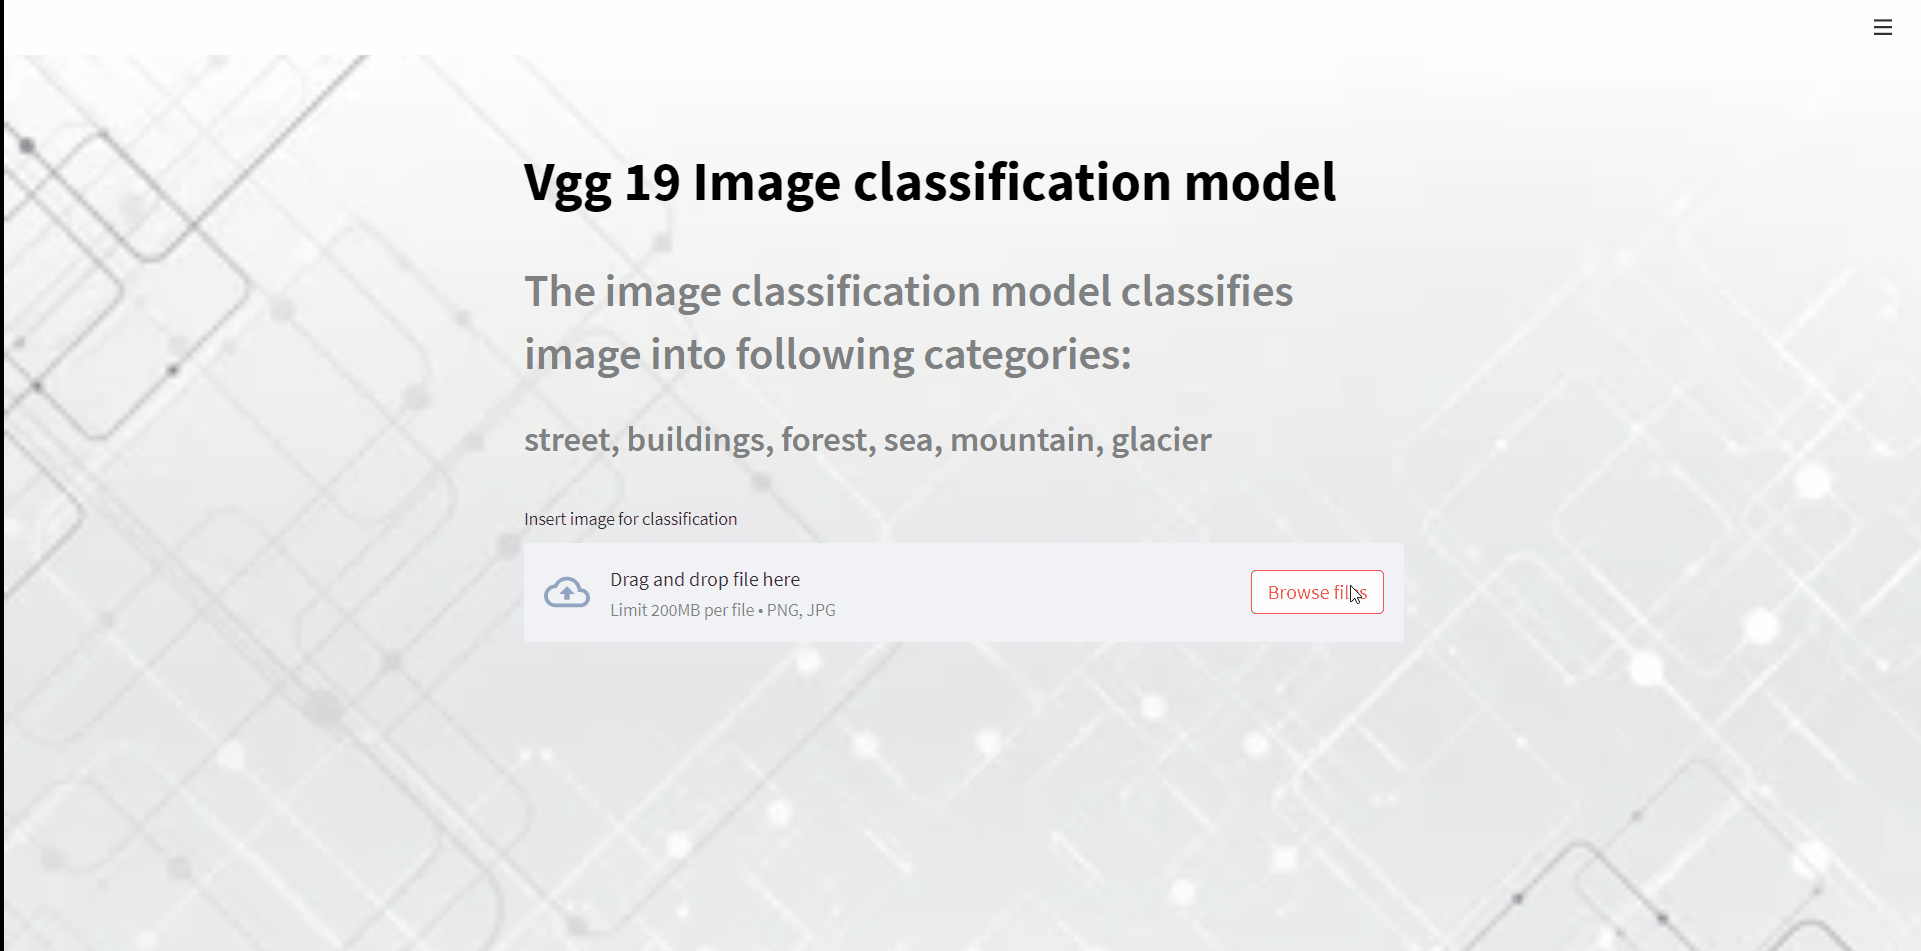 Vgg 19 Image classification model
The image classification model classifies
image into following categories:
street, buildings, forest, sea, mountain, glacier
Insert image for classification
Drag and drop file here
Limit 200MB per file • PNG, JPG
Browse files